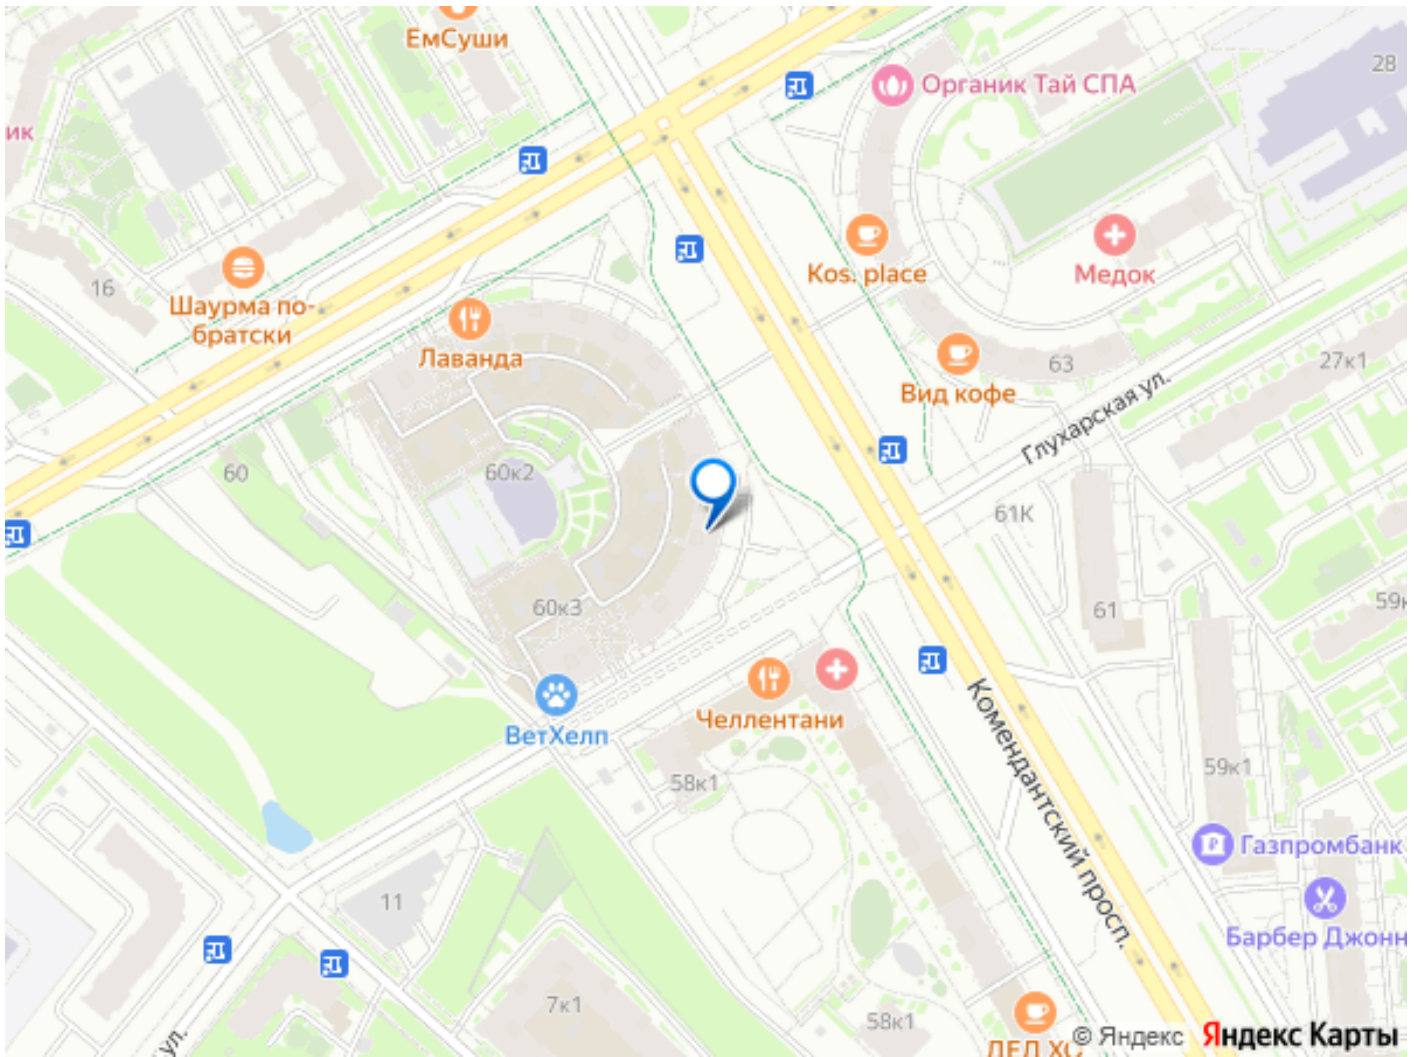 ЕмСуши
Органик Тай СПА
28
ик
16
Шаурма по-
братски
Kos. place
Медок
Лаванда
63
27к1
Вид кофе
Глухарская ул.
60
60к2
61К
60к3
61
59к
ВетХелп
Челлентани
58к1
Комендантский просп.
59к1
Газпромбанк
11
Барбер Джонн
7к1
58к1
ул.
© Яндекс Яндекс Карты